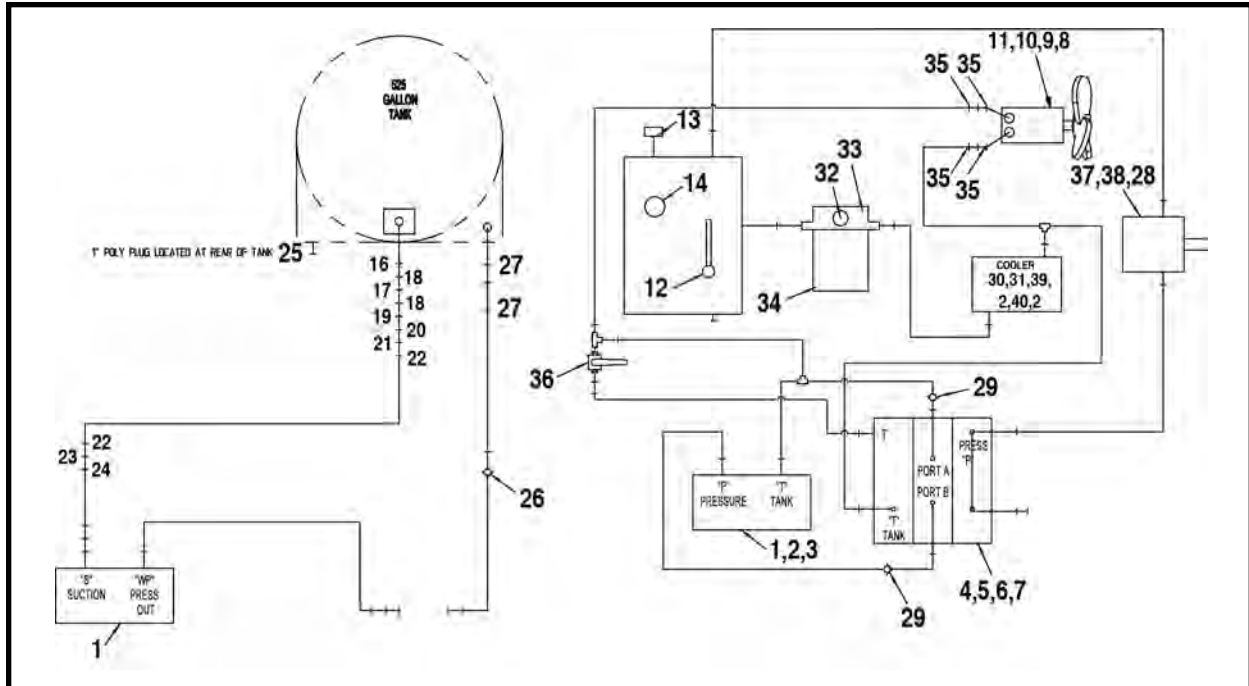 625
GALLON
TANK
1" POLY PLUG LOCATED AT REAR OF TANK 25
16
18
17
18
19
20
21
22
27
27
22
23
24
26
"S"
SUCTION
"WP"
PRESS
OUT
1
13
14
12
32
33
34
35 35
11,10,9,8
35
35
37,38,28
COOLER
30,31,39,
2,40,2
36
29
"P"
PRESSURE
"T"
TANK
1,2,3
T
PORT A
PORT B
PRESS
"P"
"T"
TANK
4,5,6,7
29